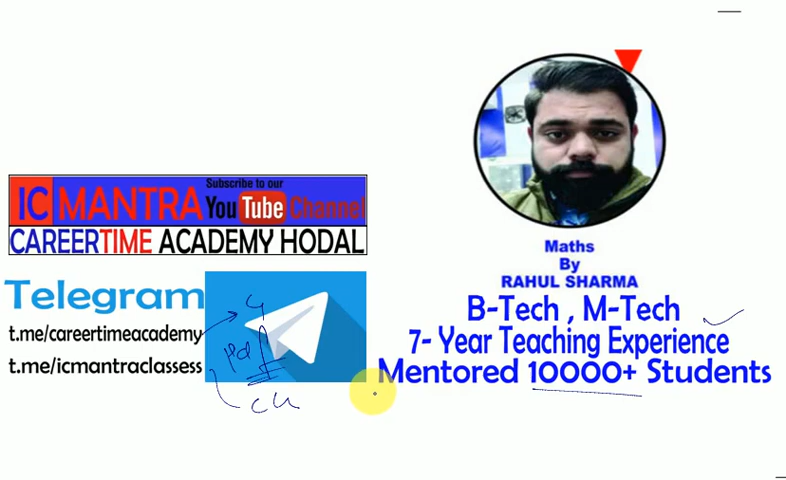 IC MANTRA Subscribe to our YouTube Channel
CAREERTIME ACADEMY HODAL
Telegram
t.me/careertimeacademy
t.me/icmantraclassess
Pdf
Maths
By
RAHUL SHARMA
B-Tech , M-Tech
7- Year Teaching Experience
Mentored 10000+ Students